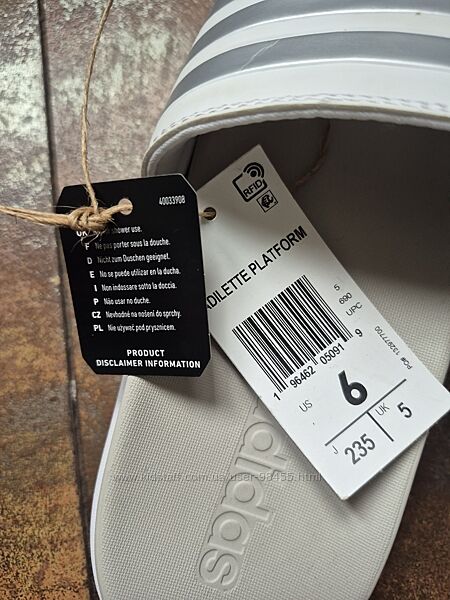 40033908
shower use.
F Ne pas porter sous la douche.
D Nicht zum Duschen geeignet.
E No se puede utilizar en la ducha.
I Non indossare sotto la doccia.
P Não usar no duche.
CZ Nevhodné na nošení do sprchy.
PL Nie używać pod prysznicem.
PRODUCT
DISCLAIMER INFORMATION
RFID
PLATFORM
5
690
UPC
1 96462 05091 9
PO# 
US 6
J 235
UK 5
adidas